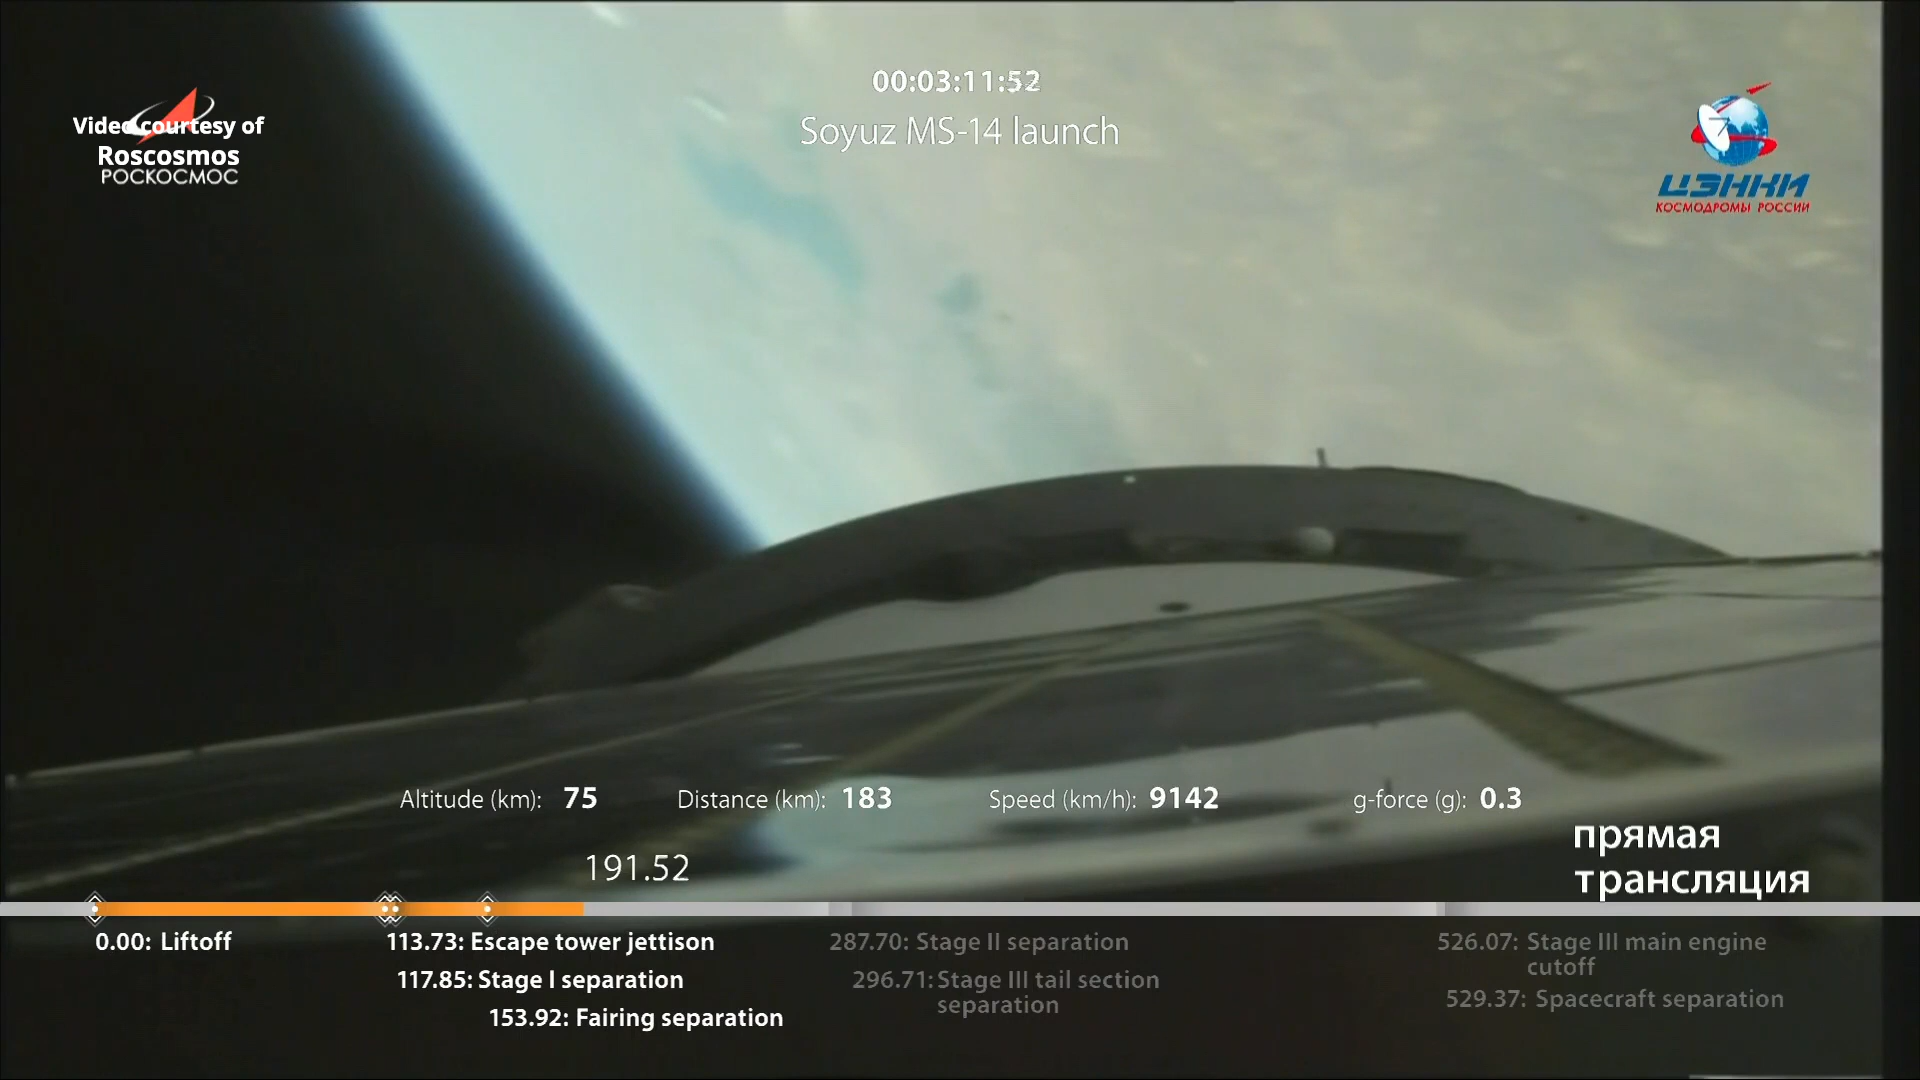 00:03:11:52
Soyuz MS-14 launch
Video courtesy of
Roscosmos
РОСКОСМОС
ЦЭНКИ
КОСМОДРОМЫ РОССИИ
Altitude (km): 75 Distance (km): 183 Speed (km/h): 9142 g-force (g): 0.3
прямая
трансляция
191.52
0.00: Liftoff
113.73: Escape tower jettison
117.85: Stage I separation
153.92: Fairing separation
287.70: Stage II separation
296.71: Stage III tail section
separation
526.07: Stage III main engine
cutoff
529.37: Spacecraft separation